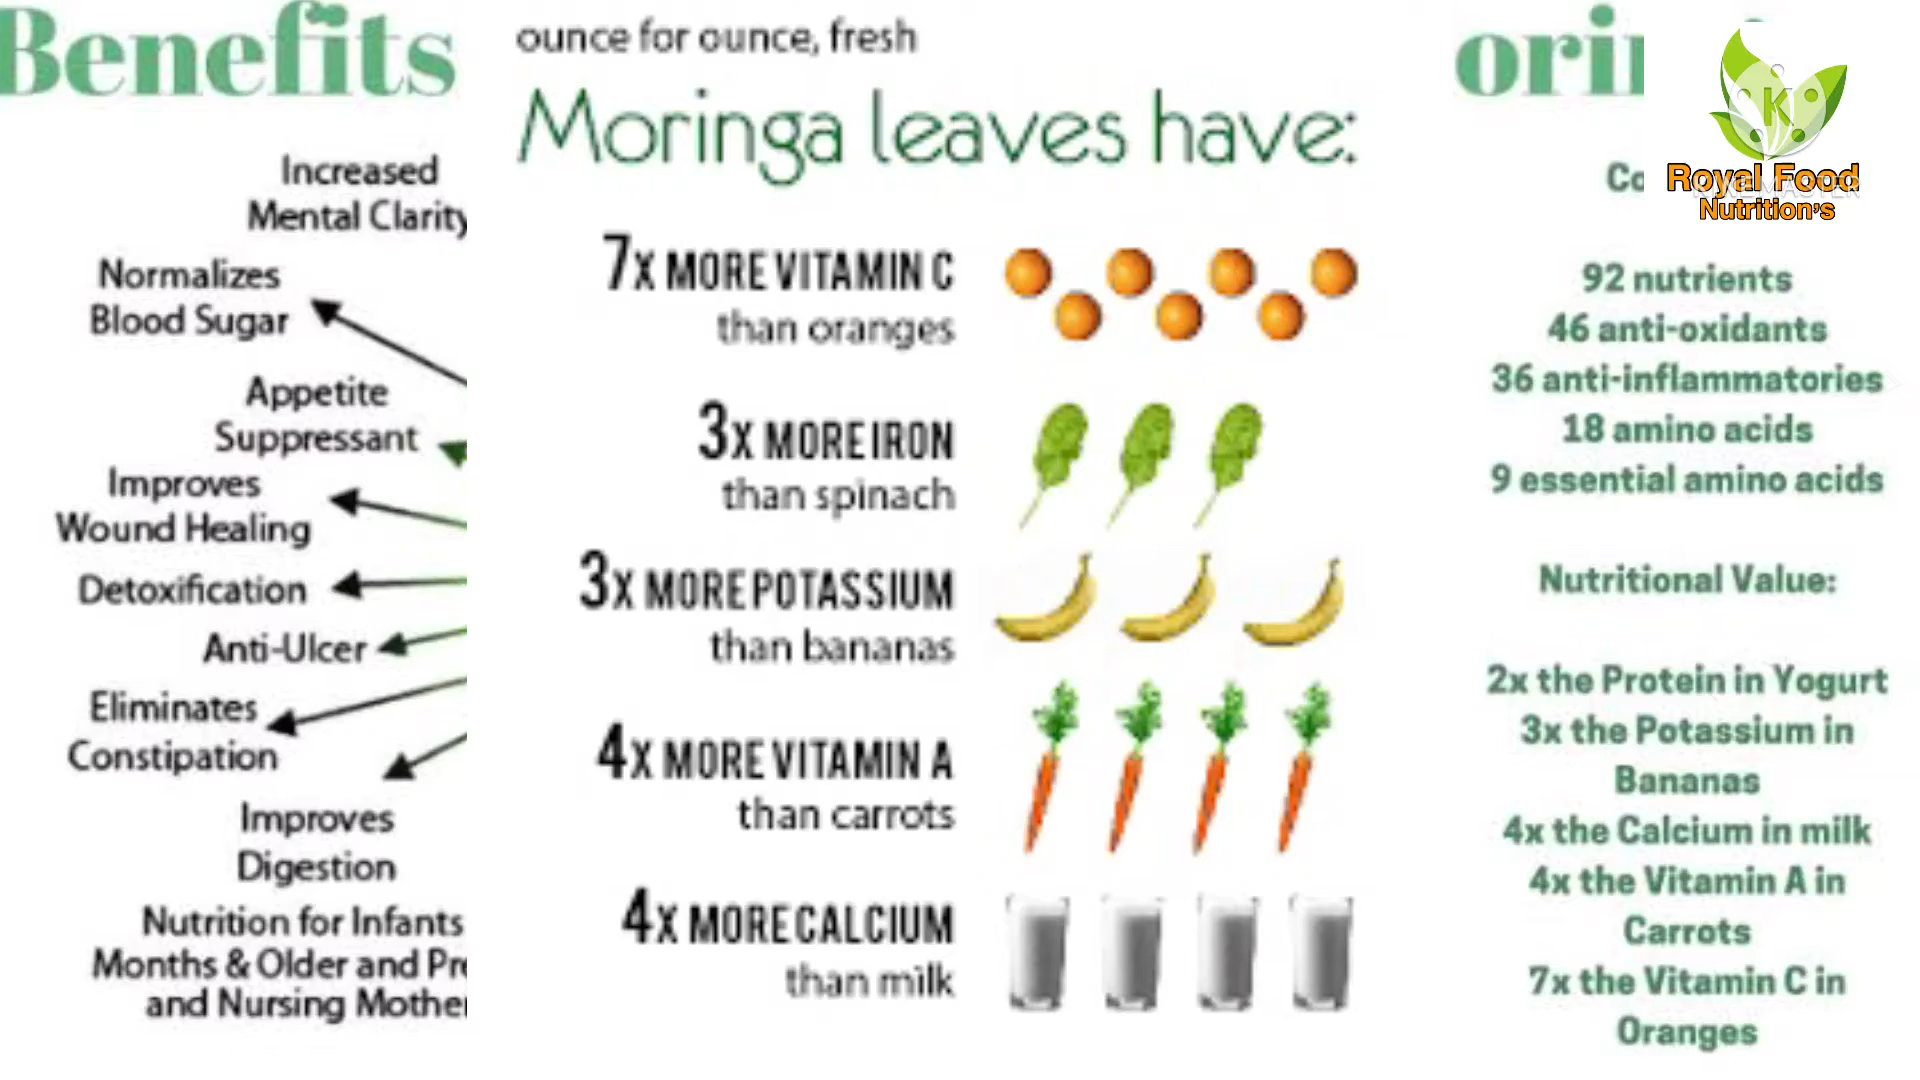 Benefits
Increased
Mental Clarity
Normalizes
Blood Sugar
Appetite
Suppressant
Improves
Wound Healing
Detoxification
Anti-Ulcer
Eliminates
Constipation
Improves
Digestion
Nutrition for Infants
Months & Older and Pre
and Nursing Mothe
ounce for ounce, fresh
Moringa leaves have:
7X MORE VITAMIN C
than oranges
3X MORE IRON
than spinach
3X MORE POTASSIUM
than bananas
4X MORE VITAMIN A
than carrots
4X MORE CALCIUM
than milk
ori
K
Royal Food
Nutrition's
Co
92 nutrients
46 anti-oxidants
36 anti-inflammatories
18 amino acids
9 essential amino acids
Nutritional Value:
2x the Protein in Yogurt
3x the Potassium in
Bananas
4x the Calcium in milk
4x the Vitamin A in
Carrots
7x the Vitamin C in
Oranges